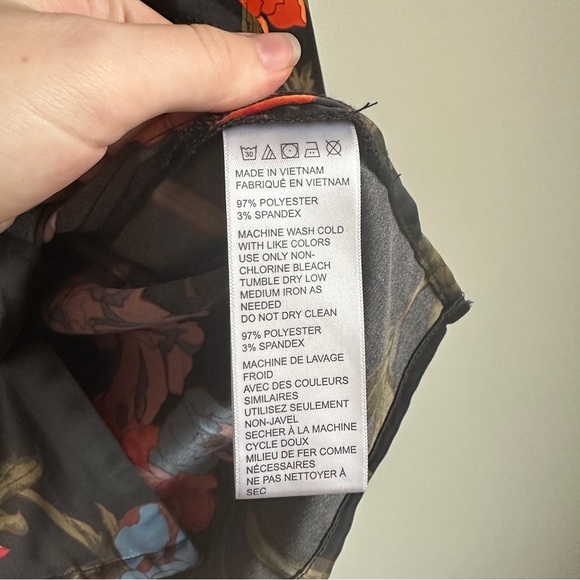 30
MADE IN VIETNAM
FABRIQUÉ EN VIETNAM
97% POLYESTER
3% SPANDEX
MACHINE WASH COLD
WITH LIKE COLORS
USE ONLY NON-
CHLORINE BLEACH
TUMBLE DRY LOW
MEDIUM IRON AS
NEEDED
DO NOT DRY CLEAN
97% POLYESTER
3% SPANDEX
MACHINE DE LAVAGE
FROID
AVEC DES COULEURS
SIMILAIRES
UTILISEZ SEULEMENT
NON-JAVEL
SECHER À LA MACHINE
CYCLE DOUX
MILIEU DE FER COMME
NÉCESSAIRES
NE PAS NETTOYER À
SEC